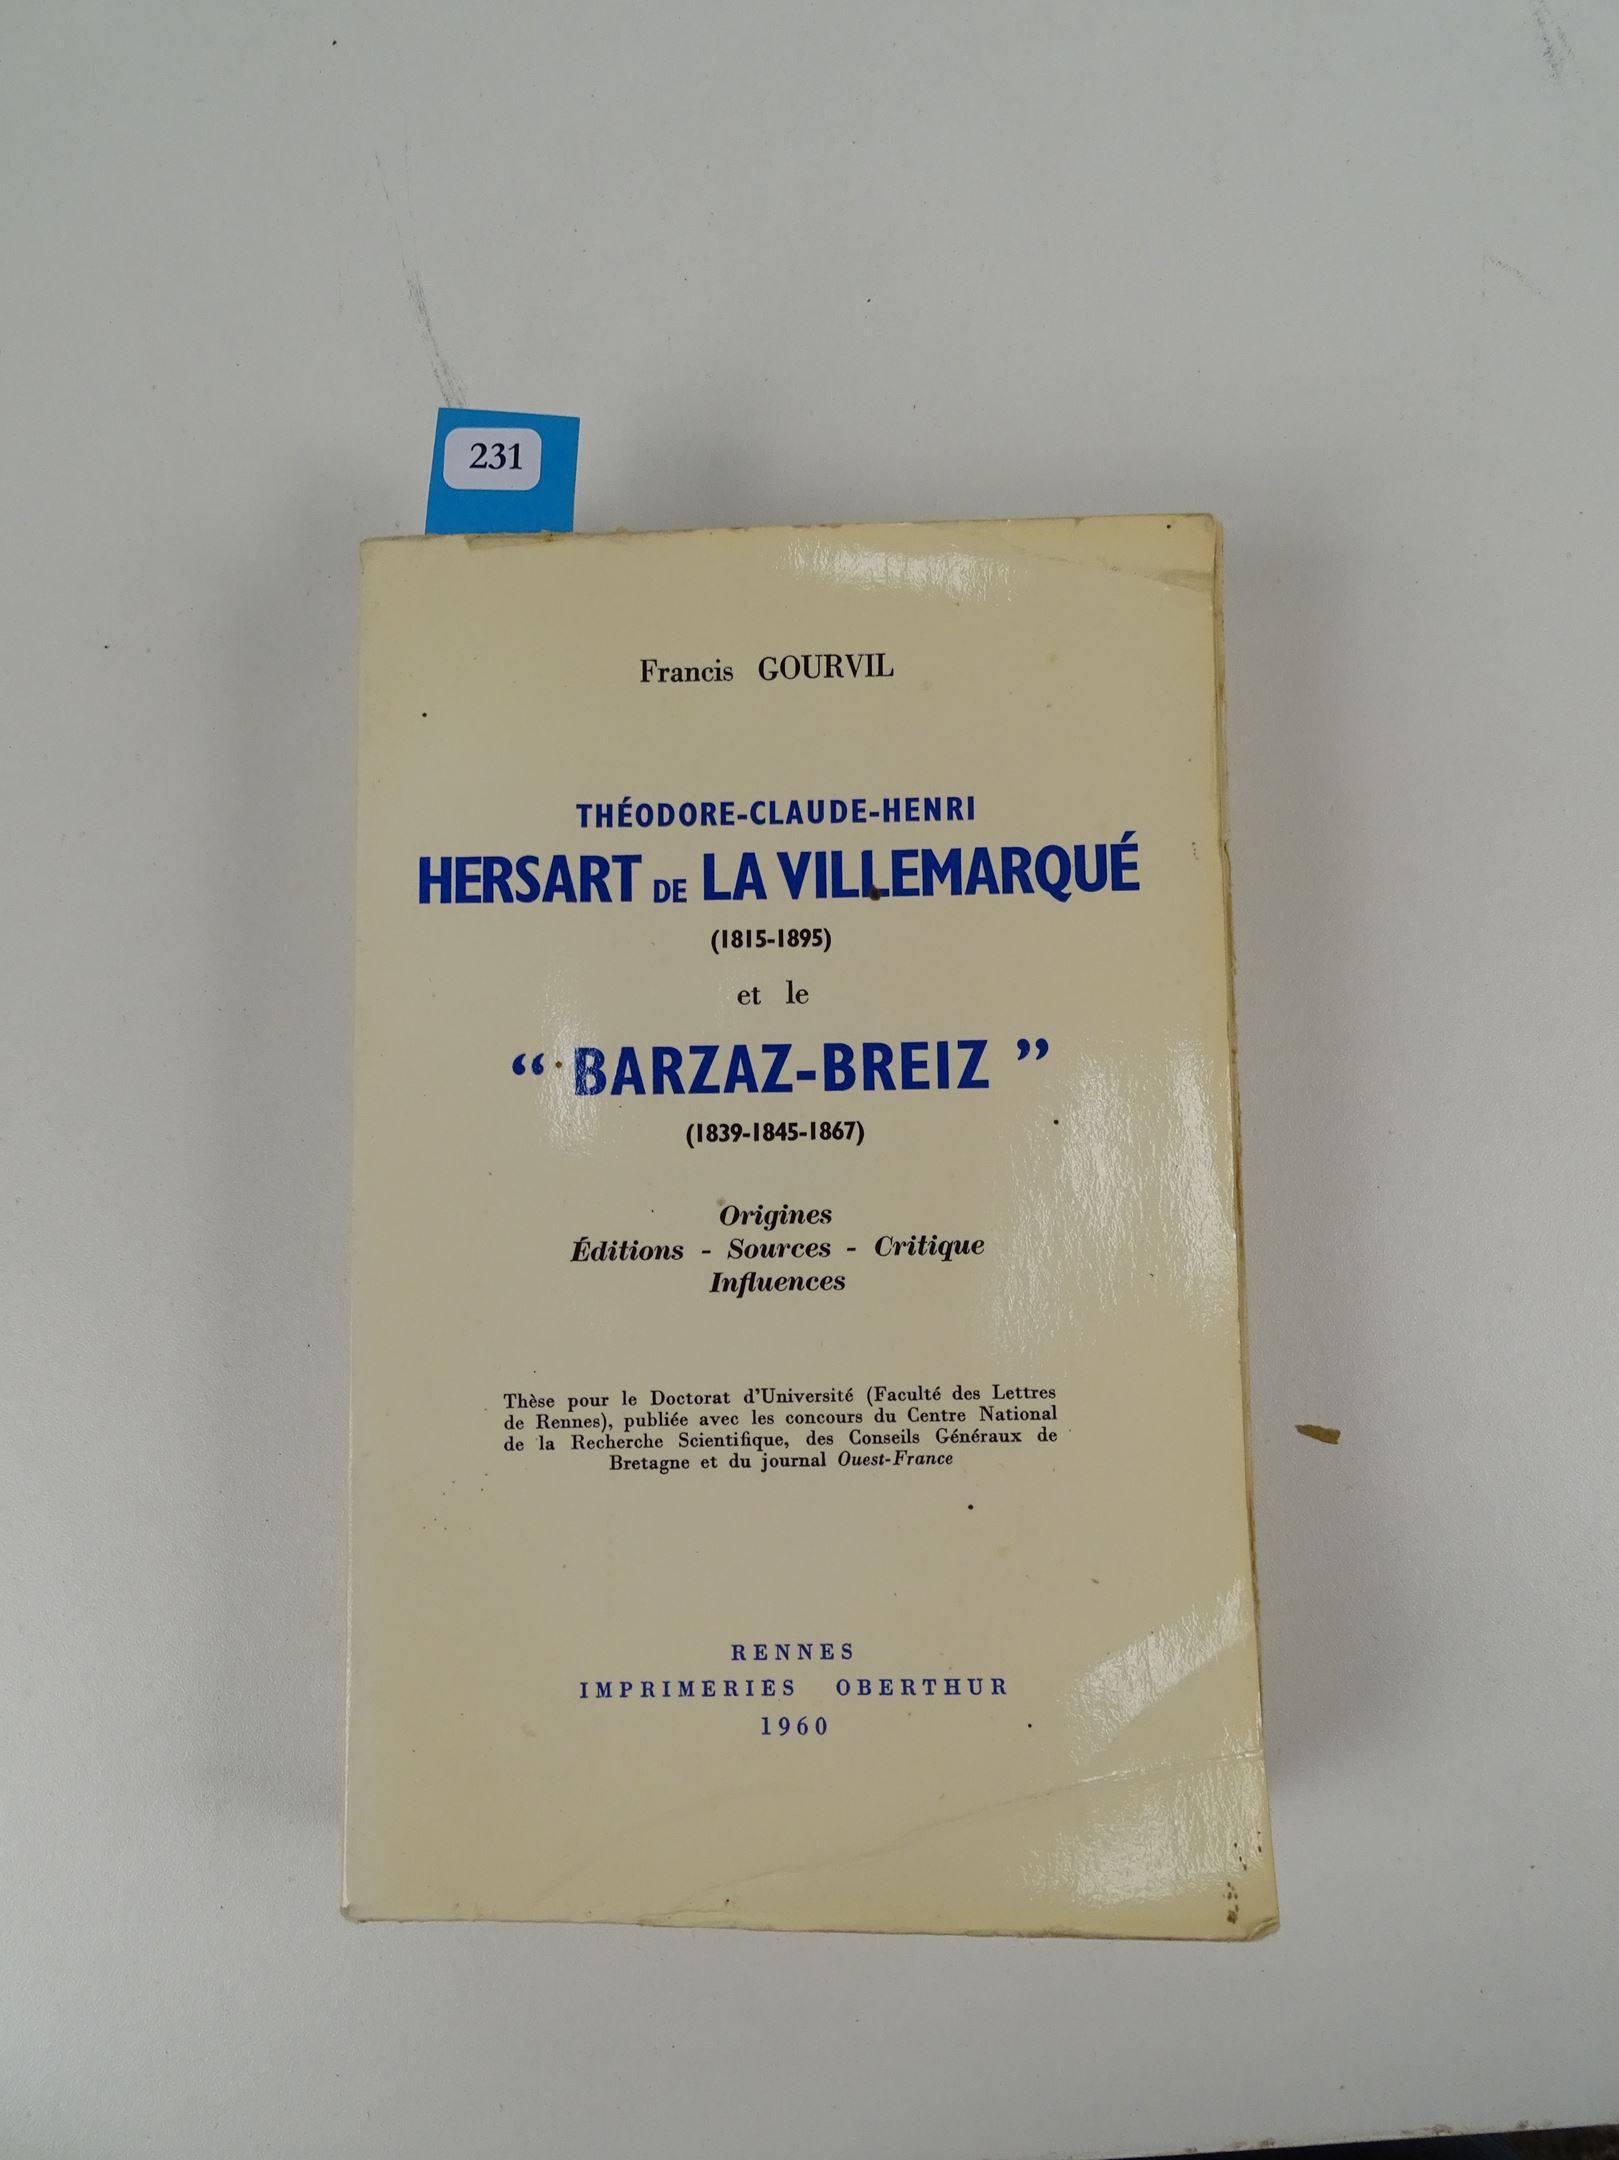 231
Francis GOURVIL
THÉODORE-CLAUDE-HENRI
HERSART DE LA VILLEMARQUÉ
(1815-1895)
et le
“ BARZAZ-BREIZ ”
(1839-1845-1867)
Origines
Éditions - Sources - Critique
Influences
Thèse pour le Doctorat d'Université (Faculté des Lettres
de Rennes), publiée avec les concours du Centre National
de la Recherche Scientifique, des Conseils Généraux de
Bretagne et du journal Ouest-France
RENNES
IMPRIMERIES OBERTHUR
1960